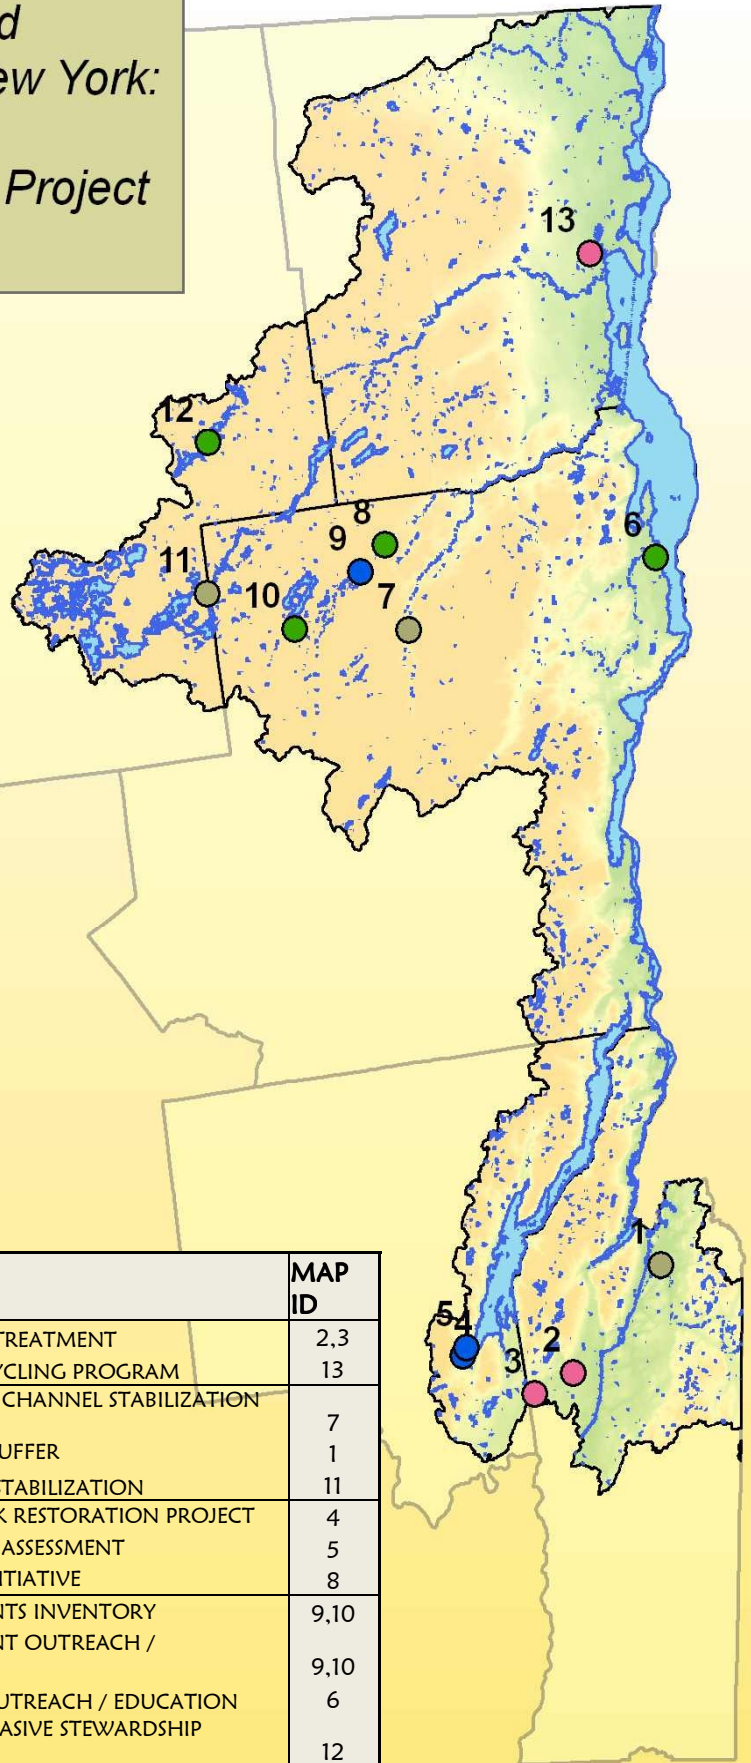 d
ew York:
Project
13
12
8
6
9
11
10
7
1
5
4
2
3
MAP
ID
TREATMENT 2,3
YCLING PROGRAM 13
CHANNEL STABILIZATION
7
UFFER 1
STABILIZATION 11
K RESTORATION PROJECT 4
ASSESSMENT 5
ITIATIVE 8
NTS INVENTORY 9,10
NT OUTREACH /
9,10
UTREACH / EDUCATION 6
ASIVE STEWARDSHIP
12